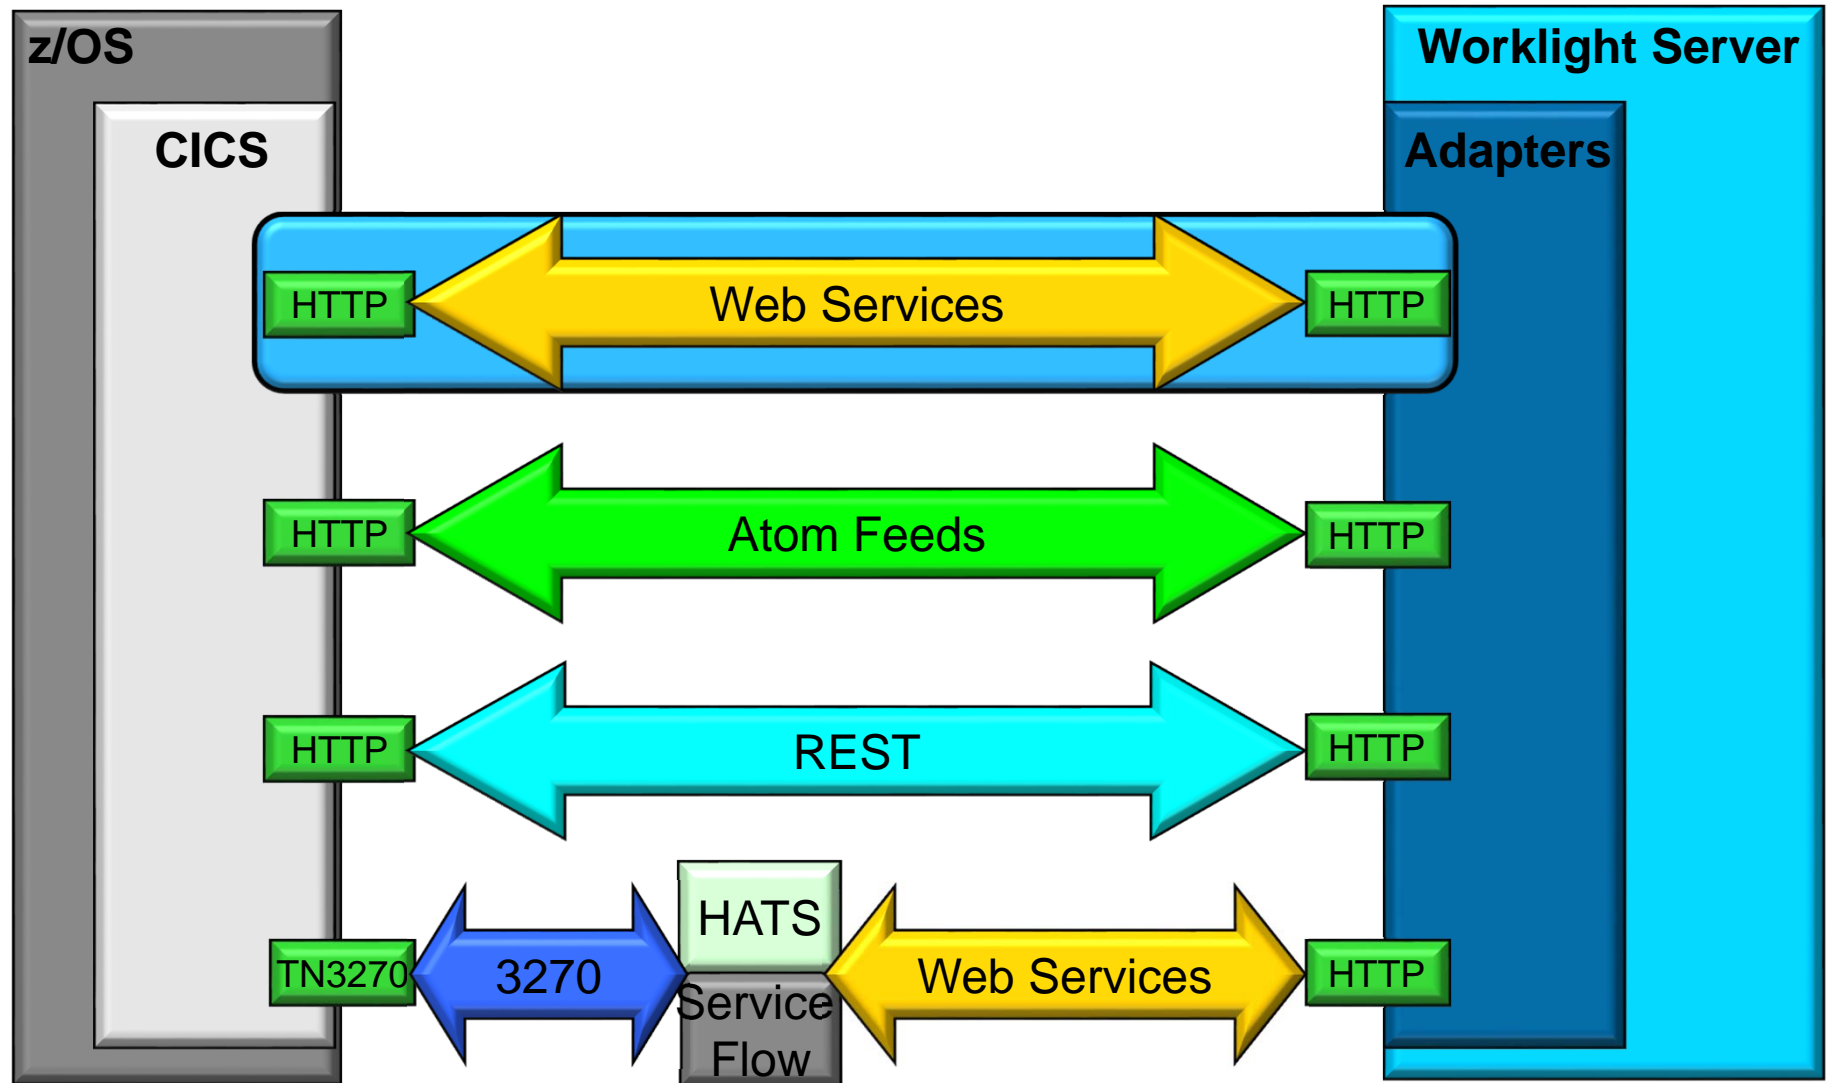 z/OS
Worklight Server
CICS
Adapters
HTTP
Web Services
HTTP
HTTP
Atom Feeds
HTTP
HTTP
REST
HTTP
HATS
TN3270
3270
Web Services
HTTP
Service
Flow